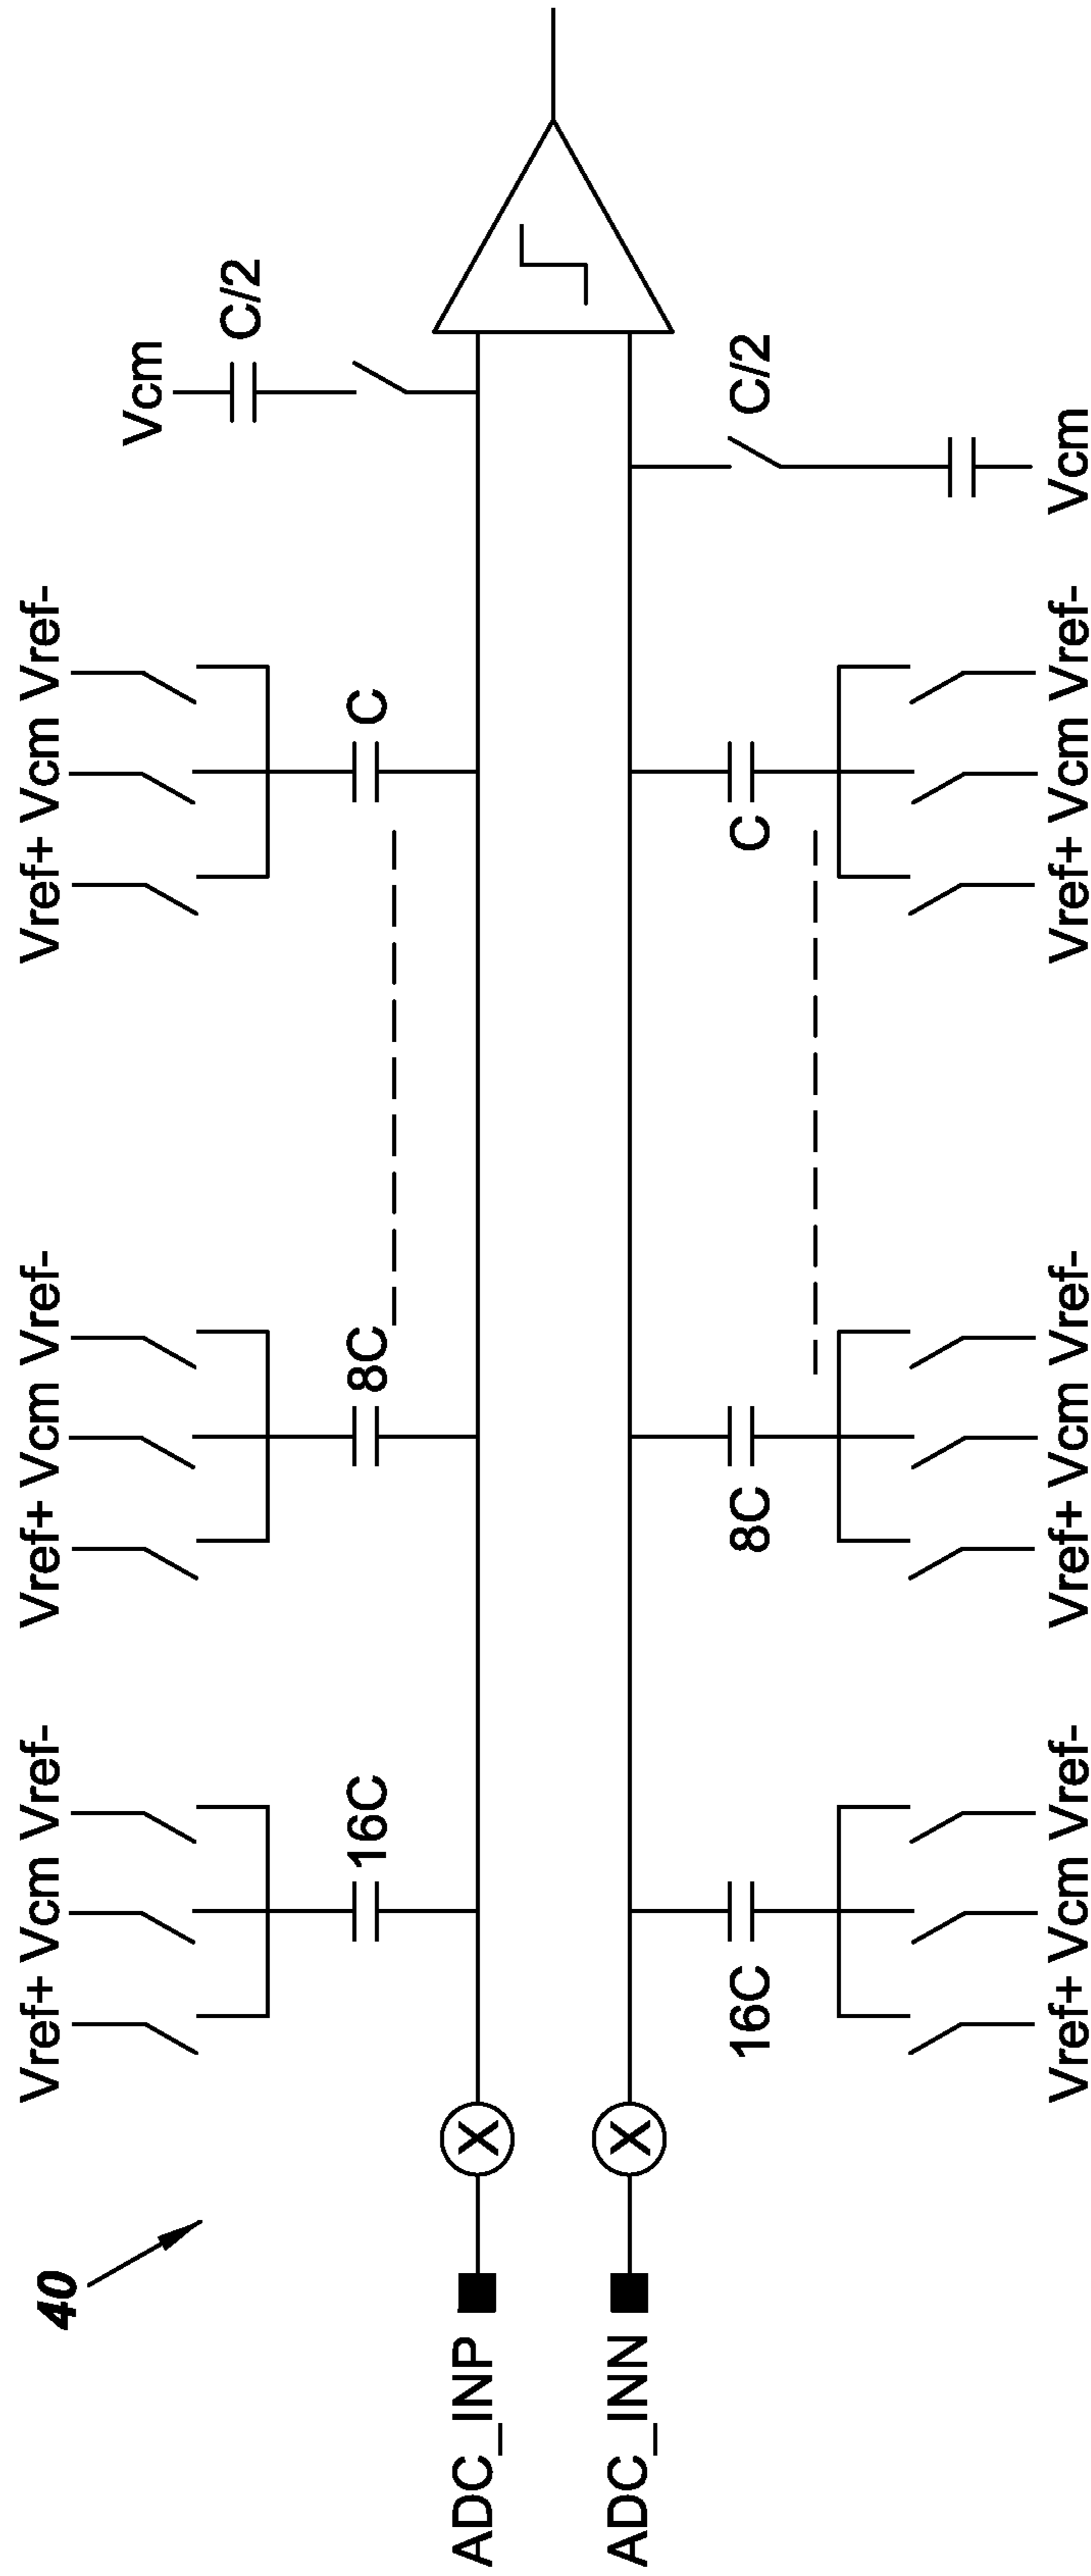 40
Vref+ Vcm Vref-
Vref+ Vcm Vref-
Vref+ Vcm Vref-
Vcm
C/2
16C
8C
C
ADC_INP
X
ADC_INN
X
16C
8C
C
C/2
Vref+ Vcm Vref-
Vref+ Vcm Vref-
Vref+ Vcm Vref-
Vcm